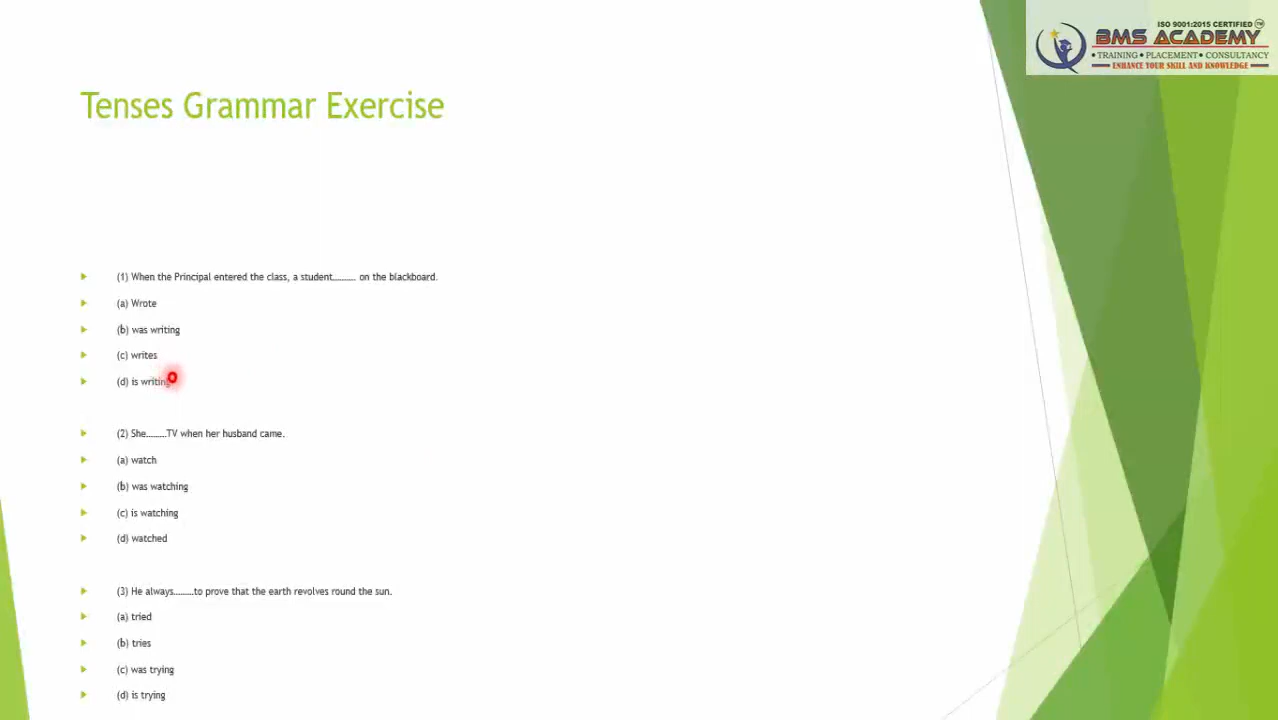 ISO 9001:2015 CERTIFIED TM
BMS ACADEMY
• TRAINING • PLACEMENT • CONSULTANCY
ENHANCE YOUR SKILL AND KNOWLEDGE
Tenses Grammar Exercise
(1) When the Principal entered the class, a student.......... on the blackboard.
(a) Wrote
(b) was writing
(c) writes
(d) is writing
(2) She.........TV when her husband came.
(a) watch
(b) was watching
(c) is watching
(d) watched
(3) He always.........to prove that the earth revolves round the sun.
(a) tried
(b) tries
(c) was trying
(d) is trying